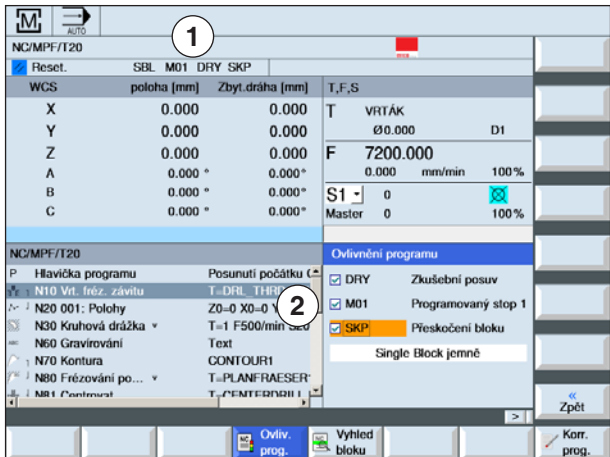 M
AUTO
1
NC/MPF/T20
Reset. SBL M01 DRY SKP
WCS poloha [mm] Zbyt.dráha [mm]
X 0.000 0.000
Y 0.000 0.000
Z 0.000 0.000
A 0.000 ° 0.000°
B 0.000 ° 0.000°
C 0.000 ° 0.000°
T,F,S
T VRTÁK
Ø0.000 D1
F 7200.000
0.000 mm/min 100%
S1 0
Master 0 100%
NC/MPF/T20
P Hlavička programu Posunutí počátku (
N10 Vrt. fréz. závitu T=DRL_THR
N20 001: Polohy Z0=0 X0=0
N30 Kruhová drážka T=1 F500/min
N60 Gravírování Text
N70 Kontura CONTOUR1
N80 Frézování po... T=PLANFRAESER
N81 Centrovat T=CENTERDRILL
2
Ovlivnění programu
DRY Zkušební posuv
M01 Programovaný stop 1
SKP Přeskočení bloku
Single Block jemně
>
«
Zpět
NC
Ovliv.
prog.
NC
Vyhled
bloku
Korr.
prog.